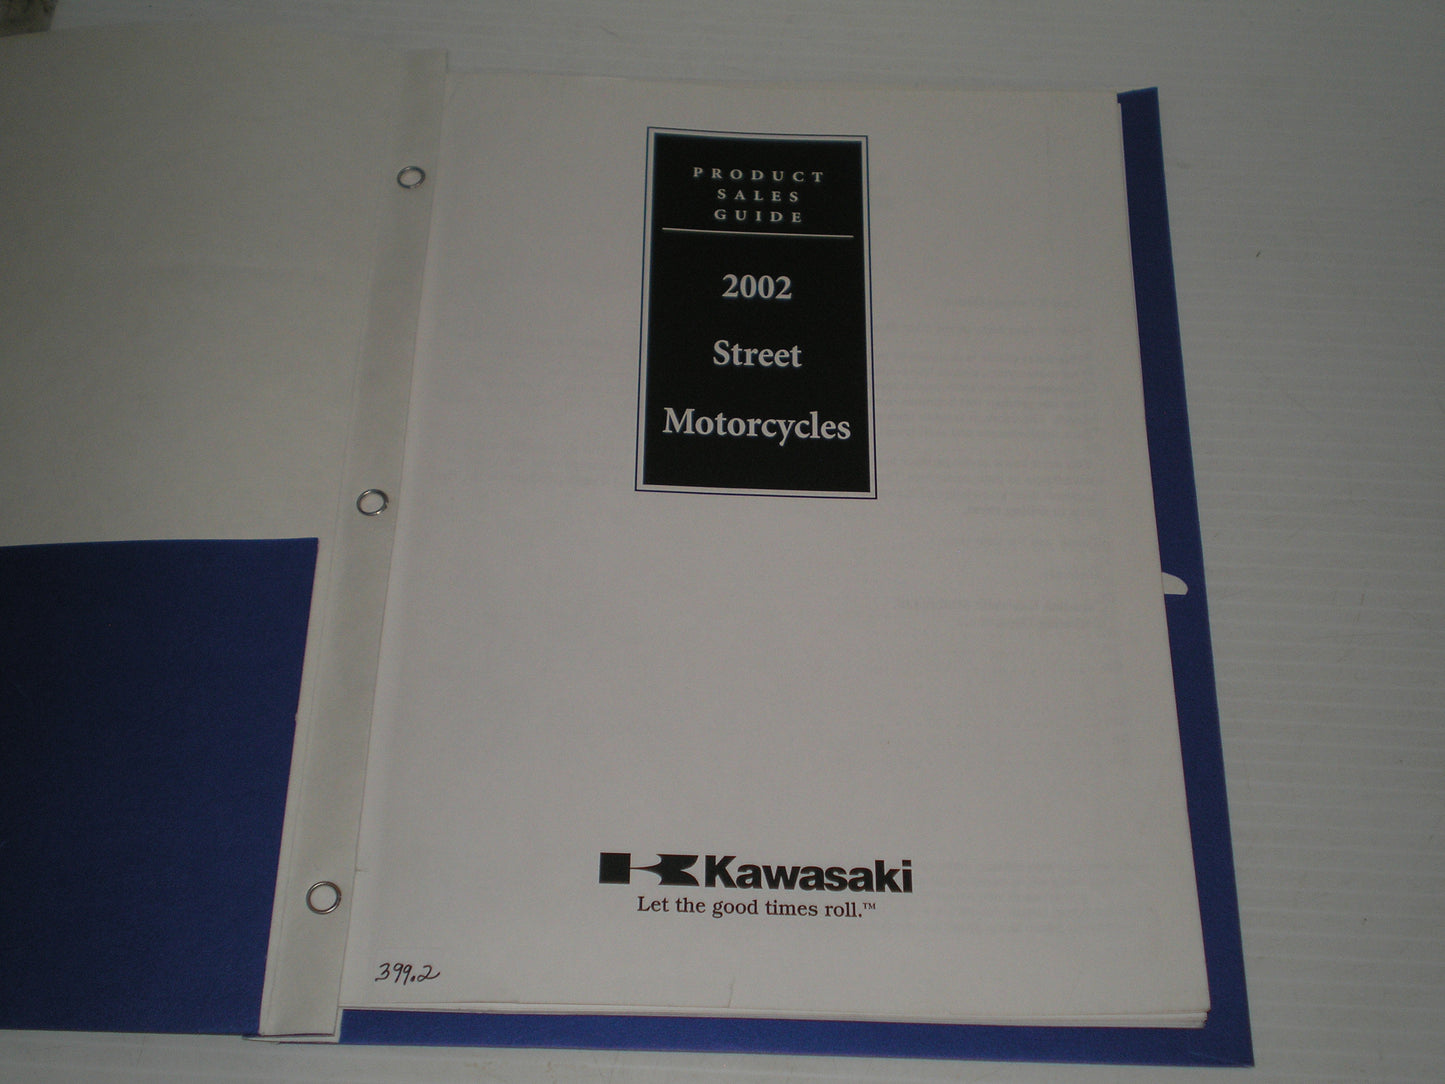 PRODUCT
SALES
GUIDE
2002
Street
Motorcycles
Kawasaki
Let the good times roll.™
399.2